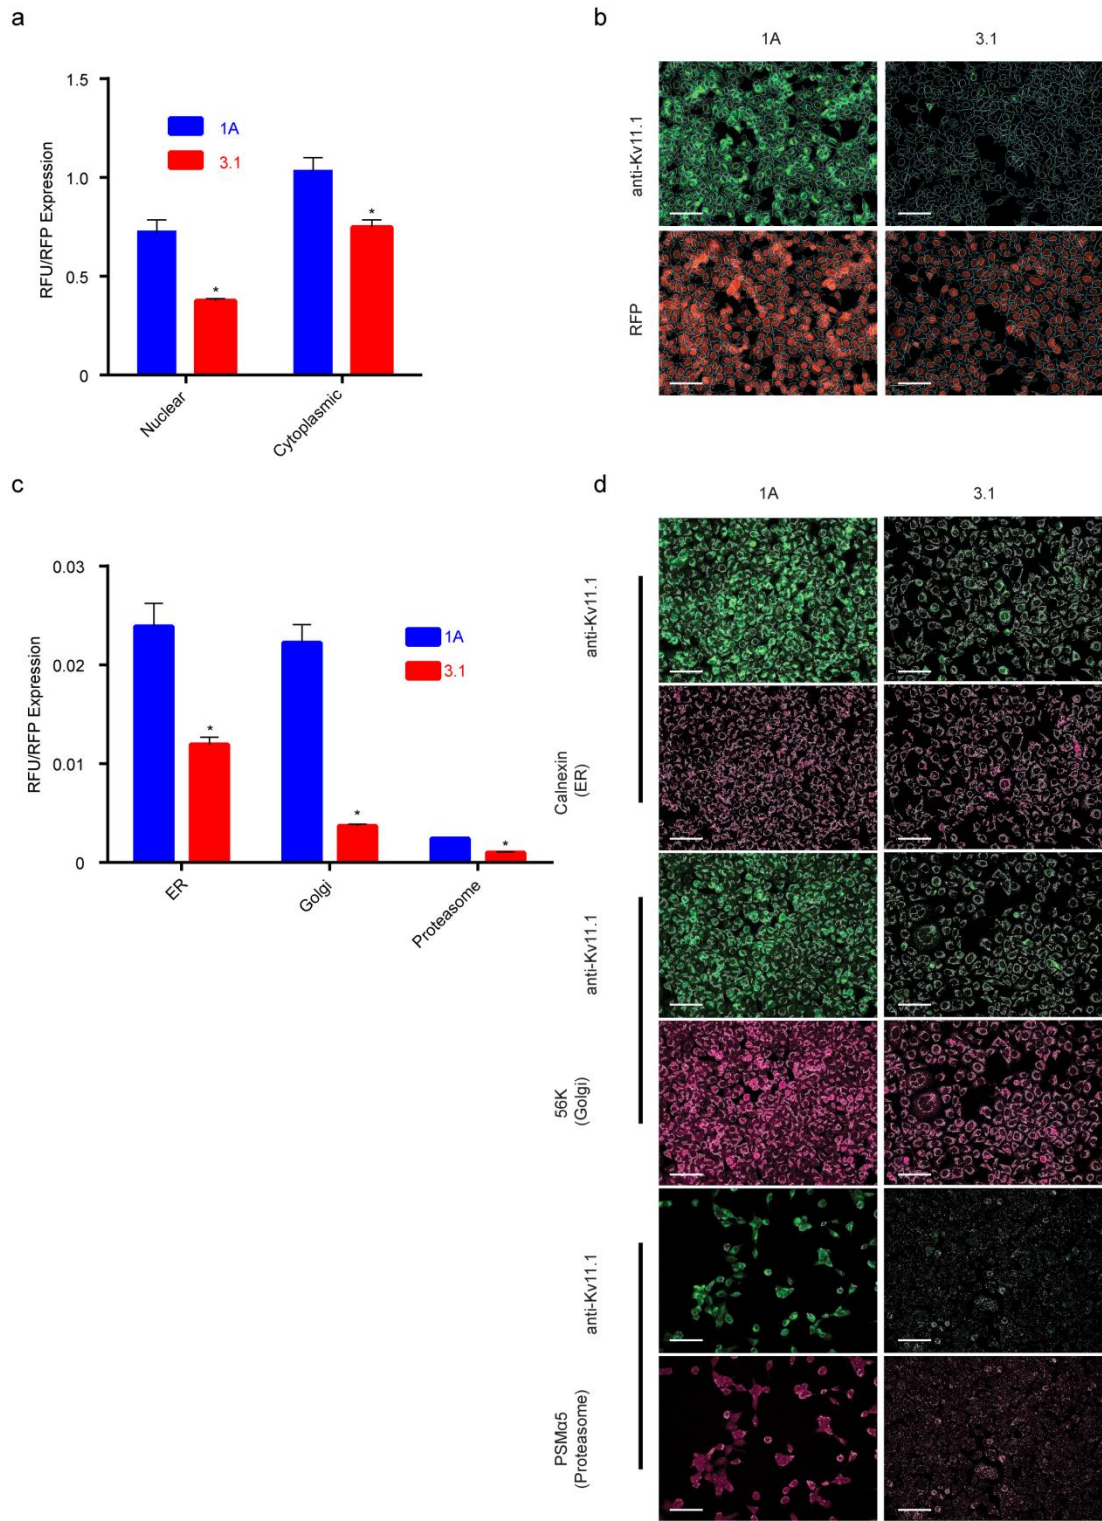 a
1.5
1.0
0.5
0
RFU/RFP Expression
1A
3.1
*
*
Nuclear
Cytoplasmic
b
1A
3.1
anti-Kv11.1
RFP
c
0.03
0.02
0.01
0
RFU/RFP Expression
1A
3.1
*
*
*
ER
Golgi
Proteasome
d
1A
3.1
anti-Kv11.1
Calnexin
(ER)
anti-Kv11.1
56K
(Golgi)
anti-Kv11.1
PSMα5
(Proteasome)